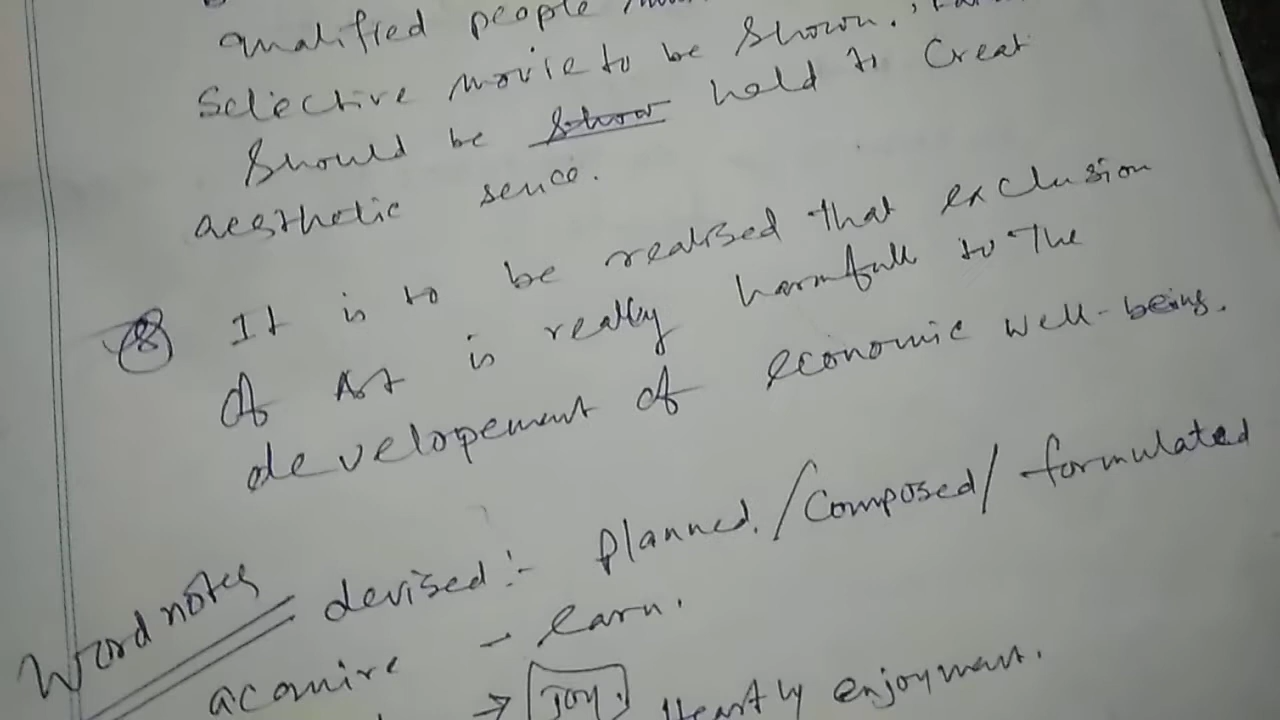 qualified people
Selective movie to be shown.
should be show held to creat
aesthetic sence.
⑧ It is to be realised that exclusion
of Art is really harmfull to the
developement of economic well-being.
Word notes
devised :- planned. / composed / formulated
acquire - earn.
→ Joy. Heartly enjoyment.